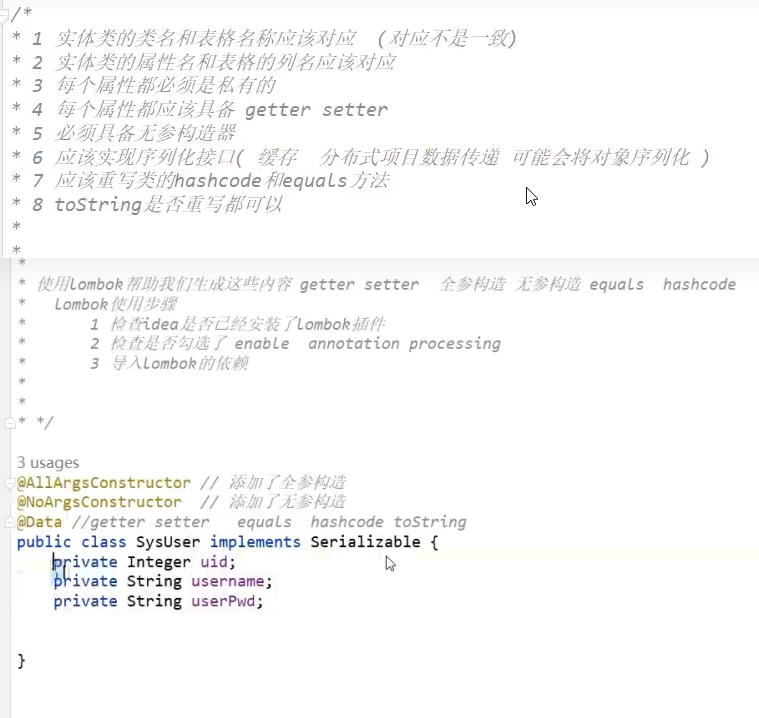 /*
* 1 实体类的类名和表格名称应该对应 (对应不是一致)
* 2 实体类的属性名和表格的列名应该对应
* 3 每个属性都必须是私有的
* 4 每个属性都应该具备 getter setter
* 5 必须具备无参构造器
* 6 应该实现序列化接口( 缓存 分布式项目数据传递 可能会将对象序列化 )
* 7 应该重写类的hashcode和equals方法
* 8 toString是否重写都可以
*
*
*
* 使用lombok帮助我们生成这些内容 getter setter 全参构造 无参构造 equals hashcode
* Lombok使用步骤
* 1 检查idea是否已经安装了lombok插件
* 2 检查是否勾选了 enable annotation processing
* 3 导入Lombok的依赖
*
*
* */
3 usages
@AllArgsConstructor // 添加了全参构造
@NoArgsConstructor // 添加了无参构造
@Data //getter setter equals hashcode toString
public class SysUser implements Serializable {
private Integer uid;
private String username;
private String userPwd;
}